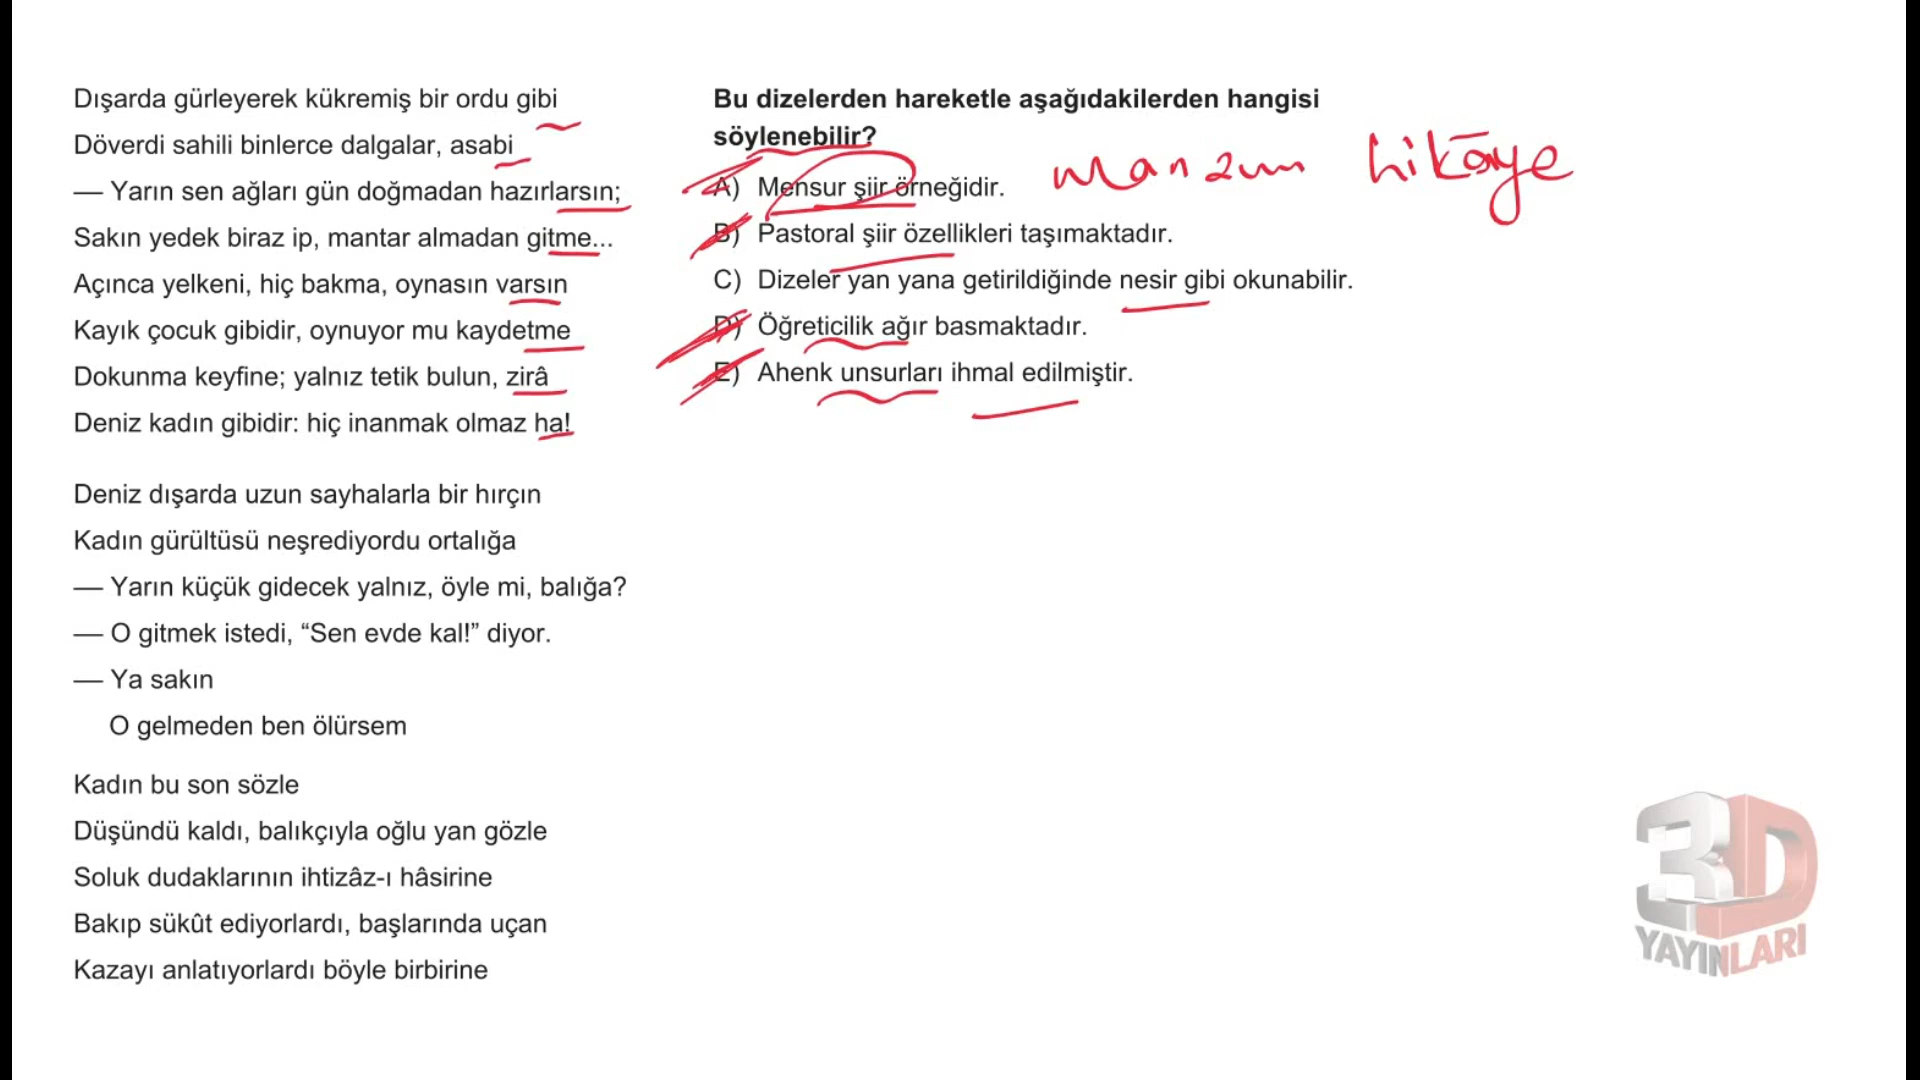 Dışarda gürleyerek kükremiş bir ordu gibi
Döverdi sahili binlerce dalgalar, asabi
— Yarın sen ağları gün doğmadan hazırlarsın;
Sakın yedek biraz ip, mantar almadan gitme...
Açınca yelkeni, hiç bakma, oynasın varsın
Kayık çocuk gibidir, oynuyor mu kaydetme
Dokunma keyfine; yalnız tetik bulun, zirâ
Deniz kadın gibidir: hiç inanmak olmaz ha!
Deniz dışarda uzun sayhalarla bir hırçın
Kadın gürültüsü neşrediyordu ortalığa
— Yarın küçük gidecek yalnız, öyle mi, balığa?
— O gitmek istedi, “Sen evde kal!” diyor.
— Ya sakın
O gelmeden ben ölürsem
Kadın bu son sözle
Düşündü kaldı, balıkçıyla oğlu yan gözle
Soluk dudaklarının ihtizâz-ı hâsirine
Bakıp sükût ediyorlardı, başlarında uçan
Kazayı anlatıyorlardı böyle birbirine
Bu dizelerden hareketle aşağıdakilerden hangisi
söylenebilir?
A) Mensur şiir örneğidir.
manzum hikâye
B) Pastoral şiir özellikleri taşımaktadır.
C) Dizeler yan yana getirildiğinde nesir gibi okunabilir.
D) Öğreticilik ağır basmaktadır.
E) Ahenk unsurları ihmal edilmiştir.
3D
YAYINLARI